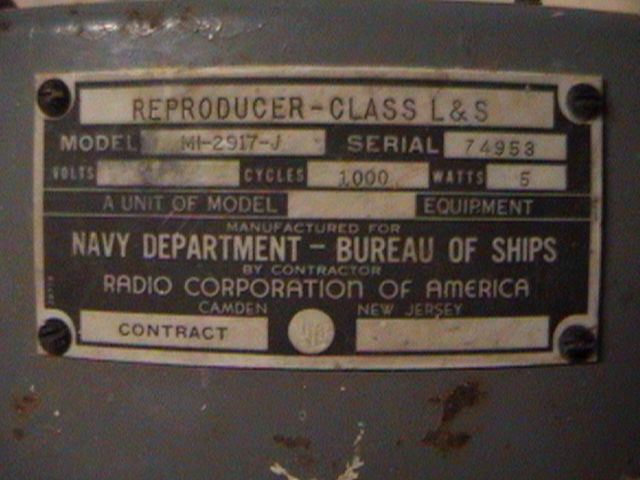 REPRODUCER-CLASS L&S
MODEL MI-2917-J SERIAL 74953
VOLTS CYCLES 1000 WATTS 5
A UNIT OF MODEL EQUIPMENT
MANUFACTURED FOR
NAVY DEPARTMENT - BUREAU OF SHIPS
BY CONTRACTOR
RADIO CORPORATION OF AMERICA
CAMDEN NEW JERSEY
CONTRACT